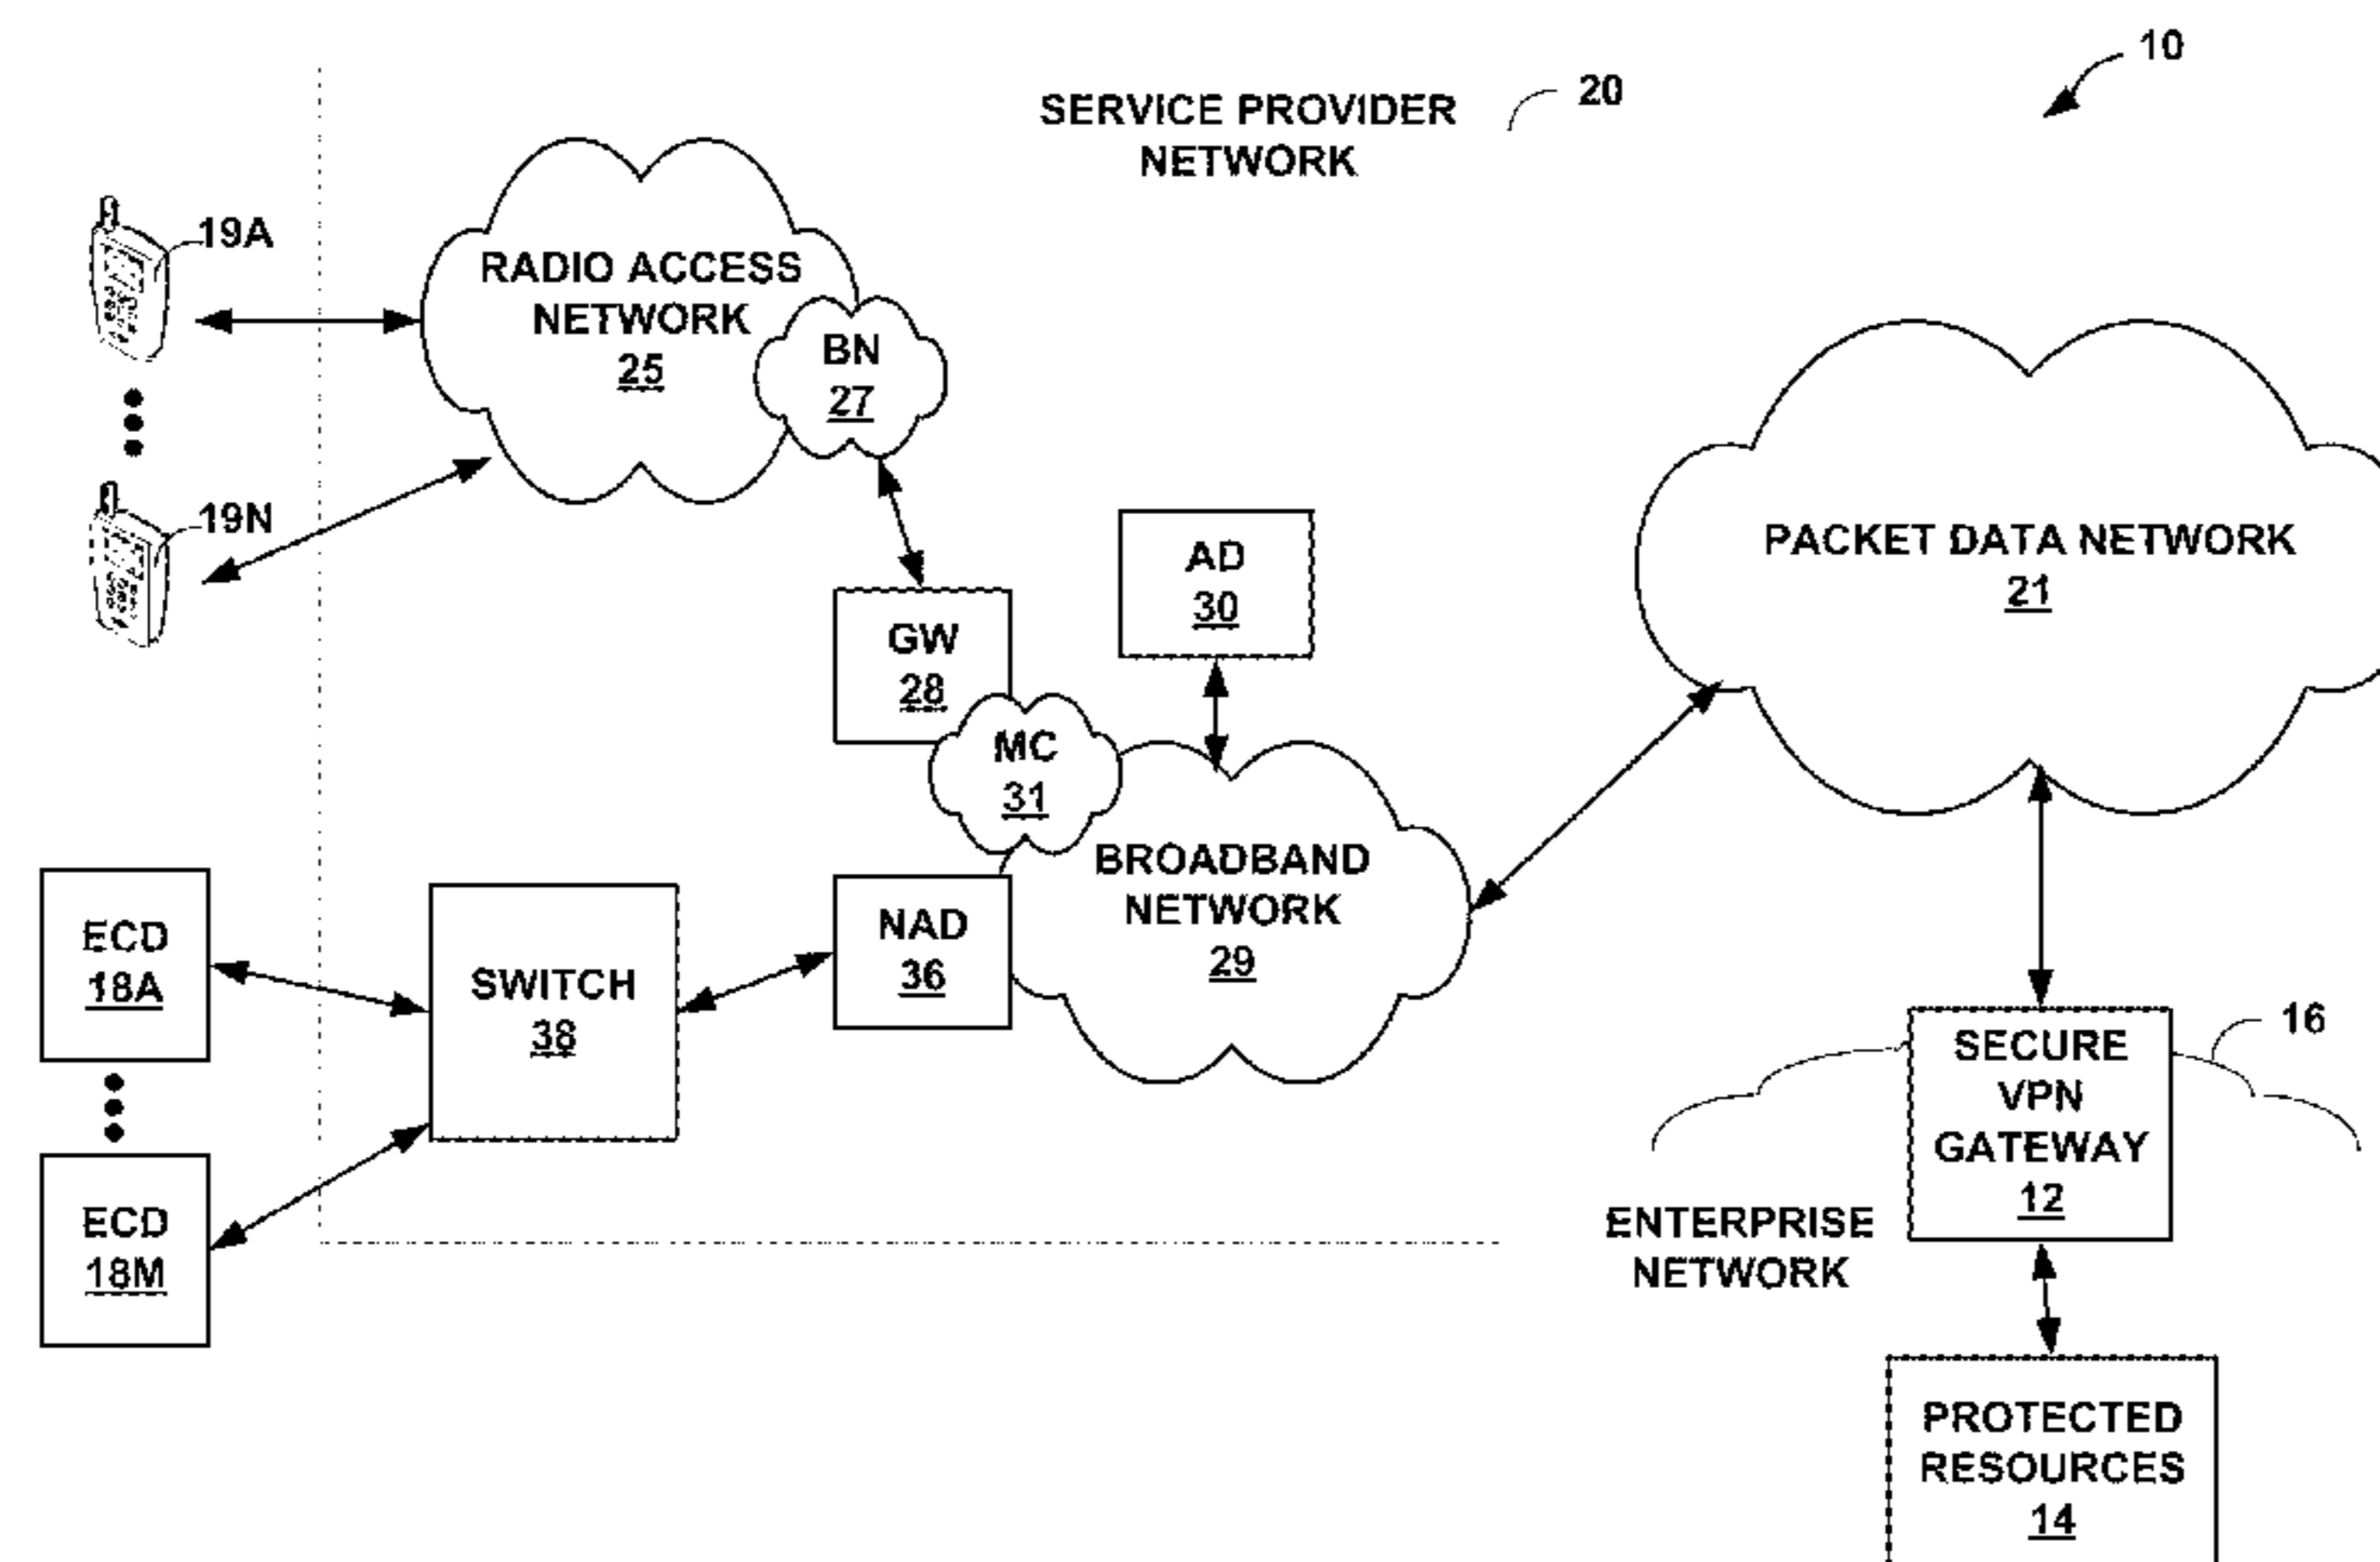 10
SERVICE PROVIDER
NETWORK
20
19A
RADIO ACCESS
NETWORK
25
BN
27
19N
PACKET DATA NETWORK
21
AD
30
GW
28
MC
31
BROADBAND
NETWORK
29
ECD
18A
SWITCH
38
NAD
36
16
SECURE
VPN
GATEWAY
12
ECD
18M
ENTERPRISE
NETWORK
PROTECTED
RESOURCES
14